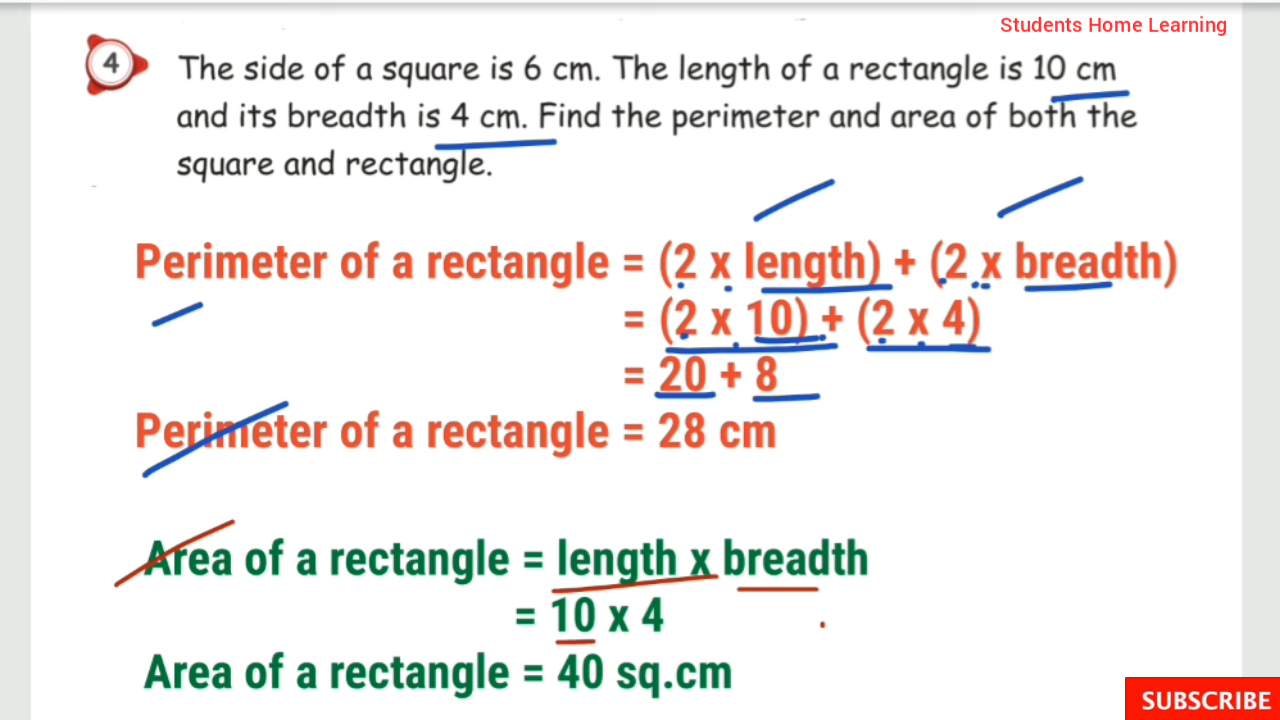 Students Home Learning
4 The side of a square is 6 cm. The length of a rectangle is 10 cm
and its breadth is 4 cm. Find the perimeter and area of both the
square and rectangle.
Perimeter of a rectangle = (2 x length) + (2 x breadth)
= (2 x 10) + (2 x 4)
= 20 + 8
Perimeter of a rectangle = 28 cm
Area of a rectangle = length x breadth
= 10 x 4
Area of a rectangle = 40 sq.cm
SUBSCRIBE